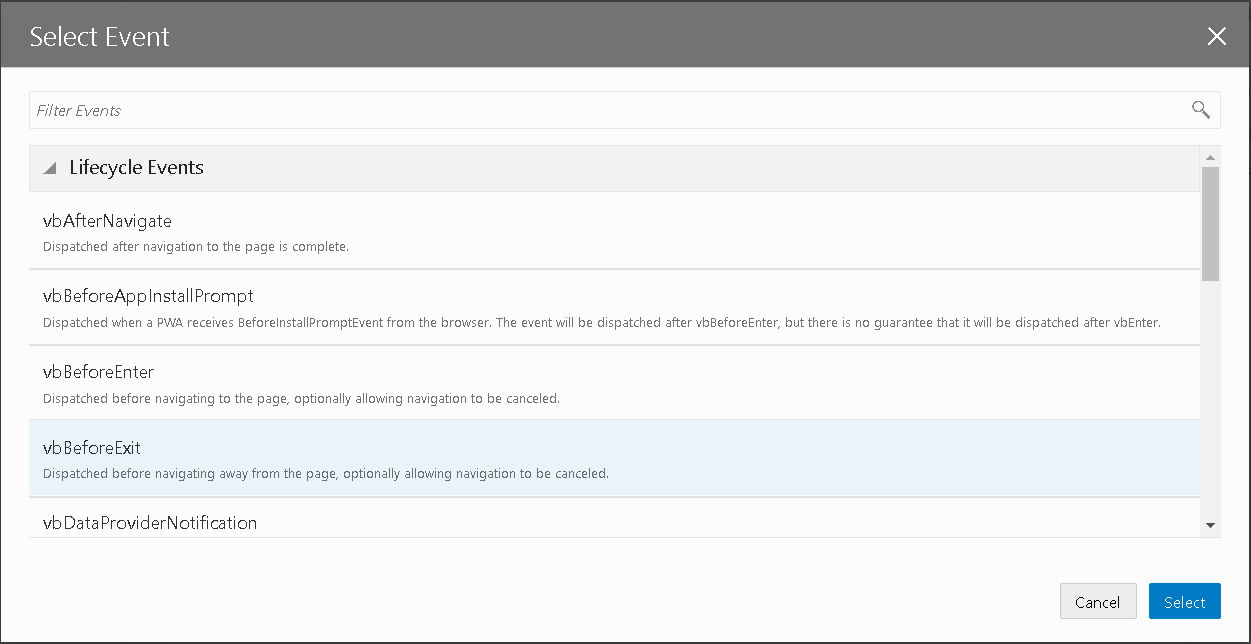 Select Event
Filter Events
Lifecycle Events
vbAfterNavigate
Dispatched after navigation to the page is complete.
vbBeforeAppInstallPrompt
Dispatched when a PWA receives BeforeInstallPromptEvent from the browser. The event will be dispatched after vbBeforeEnter, but there is no guarantee that it will be dispatched after vbEnter.
vbBeforeEnter
Dispatched before navigating to the page, optionally allowing navigation to be canceled.
vbBeforeExit
Dispatched before navigating away from the page, optionally allowing navigation to be canceled.
vbDataProviderNotification
Cancel Select